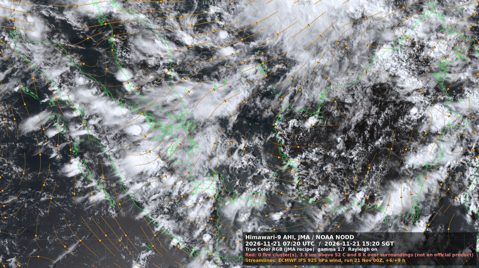 Himawari-9 AHI, JMA / NOAA NODD
2026-11-21 07:20 UTC / 2026-11-21 15:20 SGT
True Color RGB (JMA recipe) gamma 1.7 Rayleigh on
Red: 9 fire cluster(s), 3.9 um above 52 C and 8 K over surroundings (not an official product)
Streamlines: ECMWF IFS 925 hPa wind, run 21 Nov 00Z, +6/+9 h